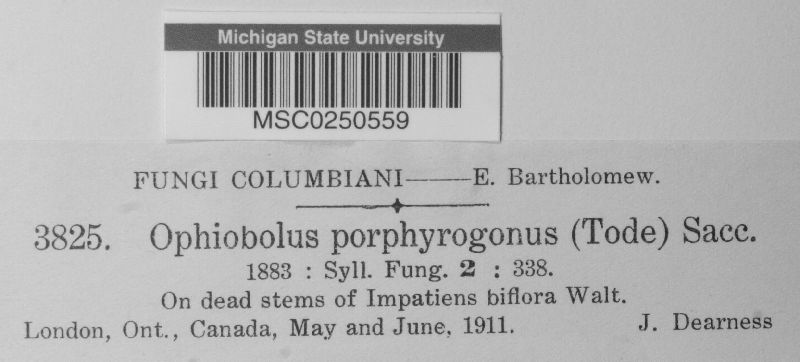 Michigan State University
MSC0250559
FUNGI COLUMBIANI——E. Bartholomew.
3825. Ophiobolus porphyrogonus (Tode) Sacc.
1883 : Syll. Fung. 2 : 338.
On dead stems of Impatiens biflora Walt.
London, Ont., Canada, May and June, 1911. J. Dearness